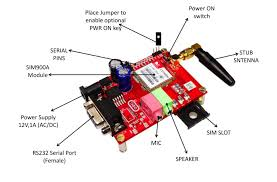 Place Jumper to
enable optional
PWR ON key
Power ON
switch
SERIAL
PINS
STUB
SNTENNA
SIM900A
Module
Power Supply
12V,1A (AC/DC)
SIM SLOT
MIC
RS232 Serial Port
(Female)
SPEAKER